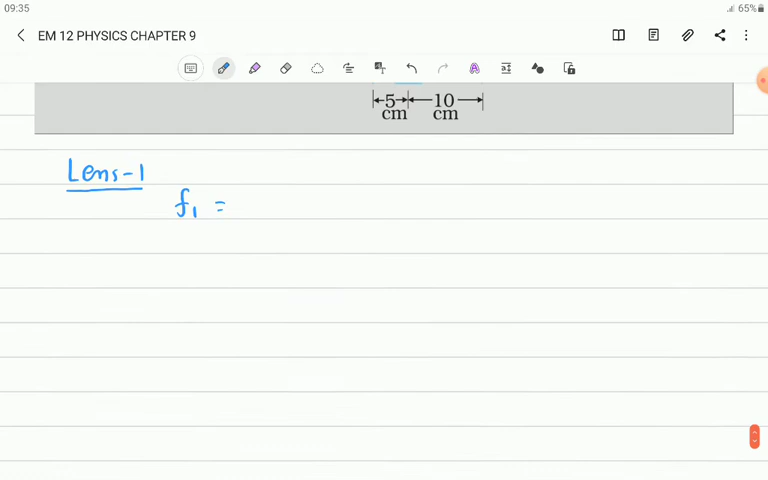 09:35 65%
EM 12 PHYSICS CHAPTER 9
5 10
cm cm
Lens-1
f₁ =